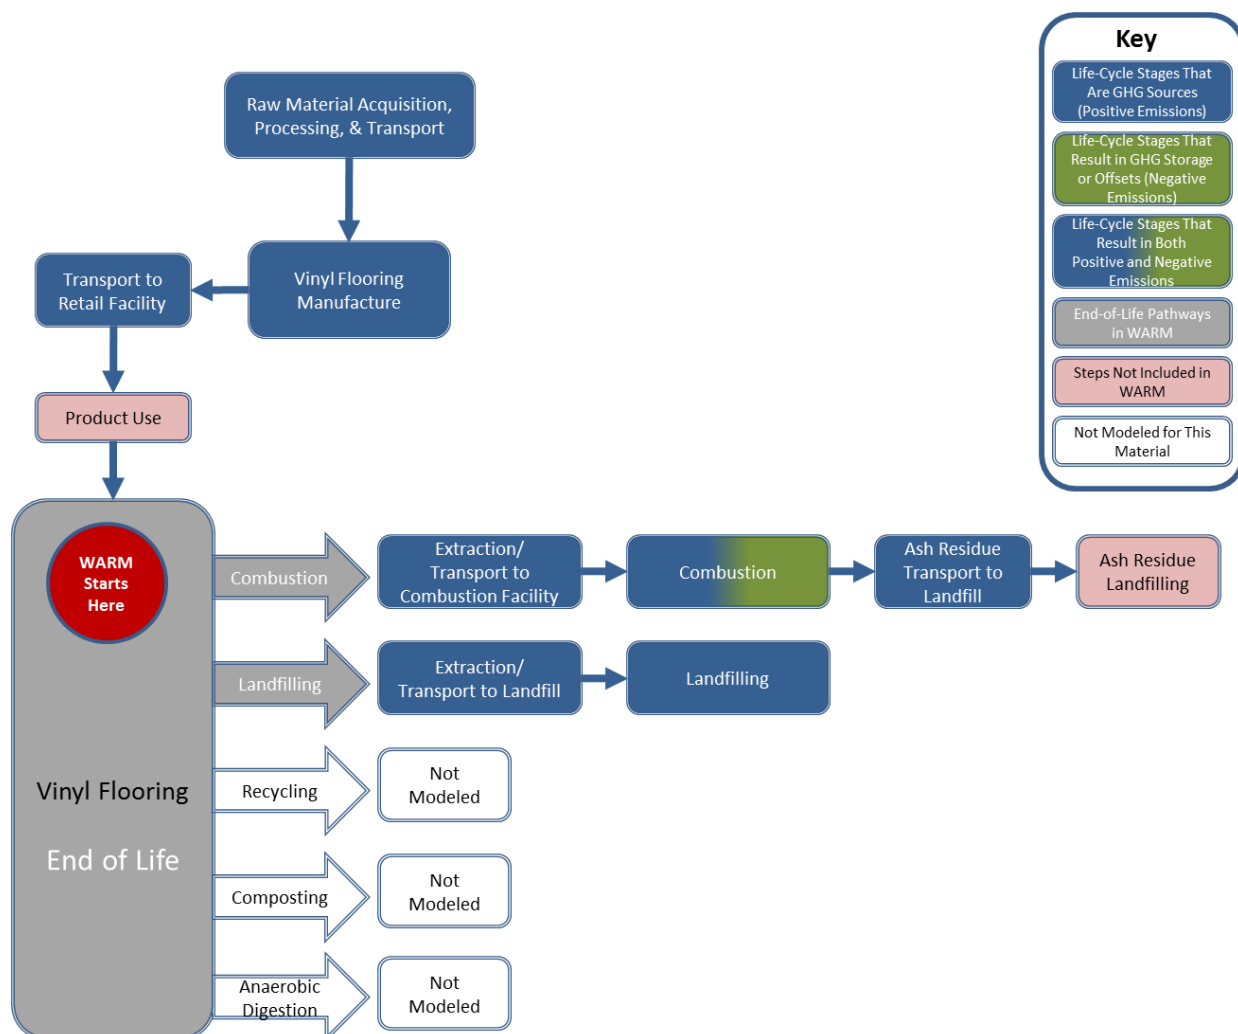 Key
Life-Cycle Stages That
Are GHG Sources
(Positive Emissions)
Life-Cycle Stages That
Result in GHG Storage
or Offsets (Negative
Emissions)
Life-Cycle Stages That
Result in Both
Positive and Negative
Emissions
End-of-Life Pathways
in WARM
Steps Not Included in
WARM
Not Modeled for This
Material
Raw Material Acquisition,
Processing, & Transport
Vinyl Flooring
Manufacture
Transport to
Retail Facility
Product Use
WARM
Starts
Here
Vinyl Flooring
End of Life
Combustion
Extraction/
Transport to
Combustion Facility
Combustion
Ash Residue
Transport to
Landfill
Ash Residue
Landfilling
Landfilling
Extraction/
Transport to Landfill
Landfilling
Recycling
Not
Modeled
Composting
Not
Modeled
Anaerobic
Digestion
Not
Modeled